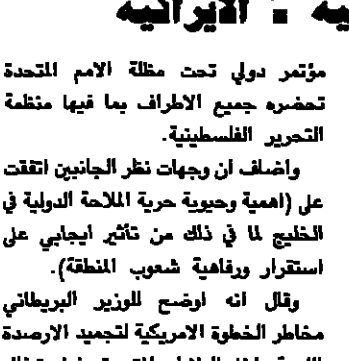 ية : الايرانية
مؤتمر دولي تحت مظلة الامم المتحدة
تحضره جميع الاطراف بما فيها منظمة
التحرير الفلسطينية.
واضاف ان وجهات نظر الجانبين اتفقت
على (اهمية وحيوية حرية الملاحة الدولية في
الخليج لما في ذلك من تأثير ايجابي على
استقرار ورفاهية شعوب المنطقة).
وقال انه اوضح للوزير البريطاني
مخاطر الخطوة الامريكية لتجميد الارصدة